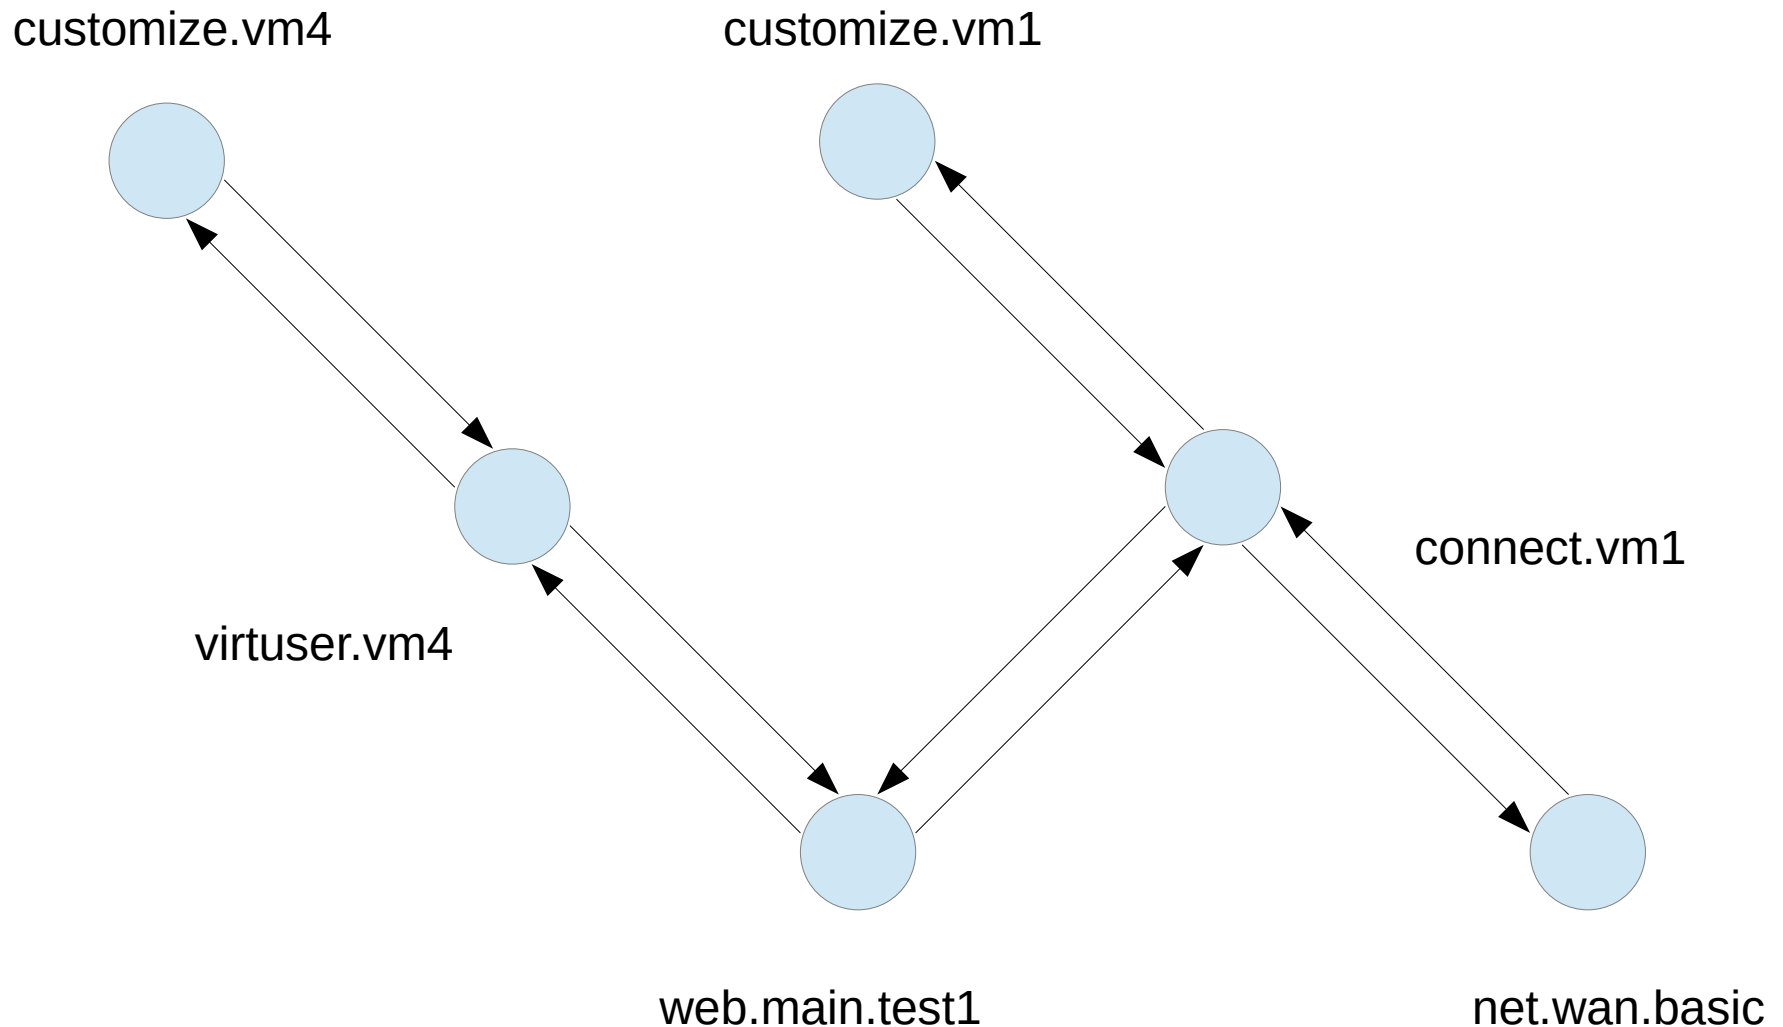 customize.vm4
customize.vm1
connect.vm1
virtuser.vm4
web.main.test1
net.wan.basic